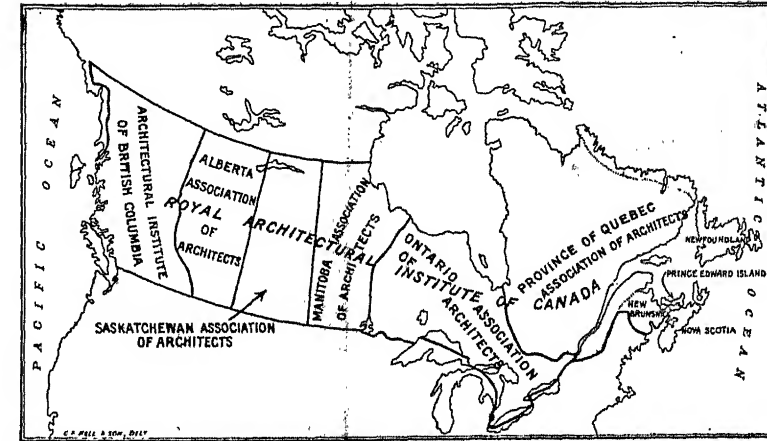 PACIFIC OCEAN
ARCHITECTURAL INSTITUTE
OF BRITISH COLUMBIA
ALBERTA
ASSOCIATION
OF
ARCHITECTS
SASKATCHEWAN ASSOCIATION
OF ARCHITECTS
MANITOBA ASSOCIATION
OF ARCHITECTS
ROYAL ARCHITECTURAL INSTITUTE OF CANADA
ONTARIO ASSOCIATION
OF
ARCHITECTS
PROVINCE OF QUEBEC
ASSOCIATION OF ARCHITECTS
NEWFOUNDLAND
PRINCE EDWARD ISLAND
NEW
BRUNSWICK
NOVA SCOTIA
ATLANTIC OCEAN
& SON, DELT